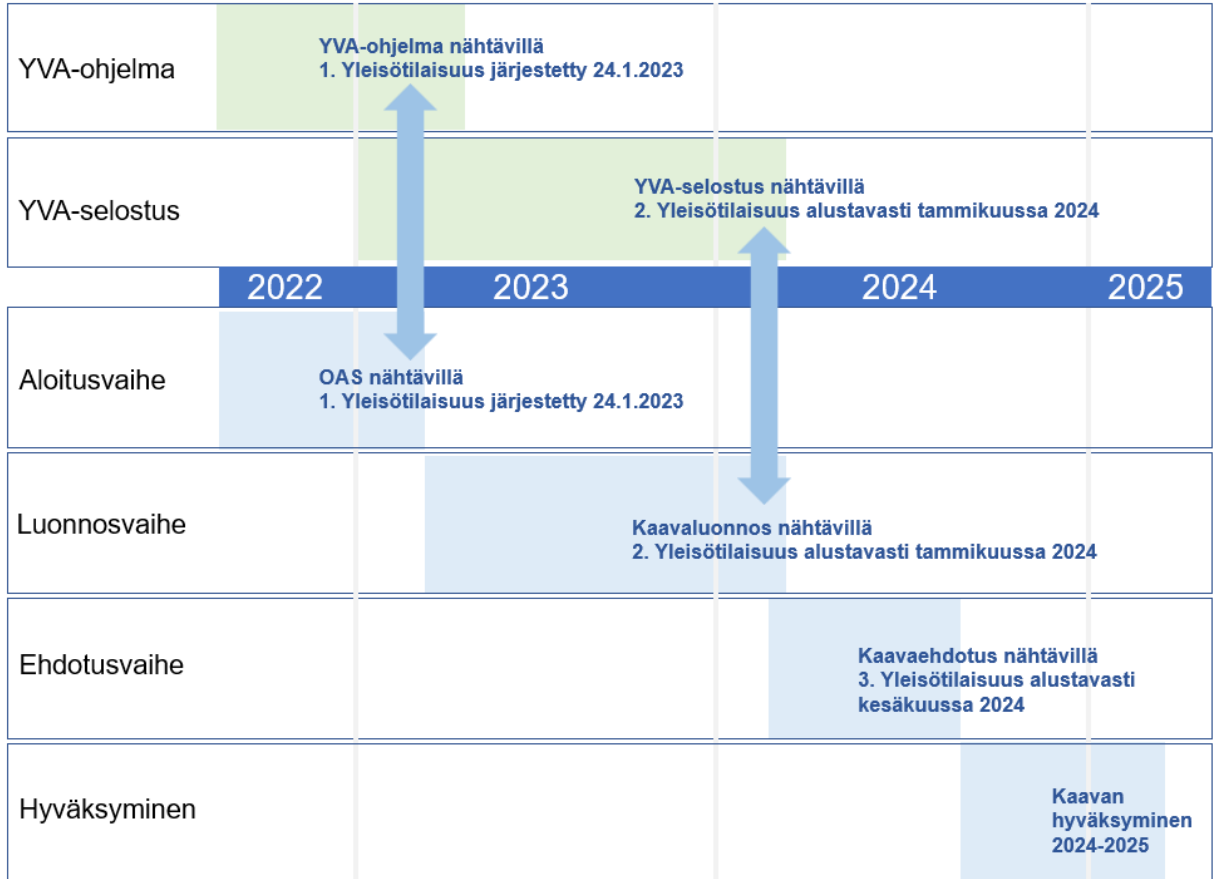 YVA-ohjelma
YVA-ohjelma nähtävillä
1. Yleisötilaisuus järjestetty 24.1.2023
YVA-selostus
YVA-selostus nähtävillä
2. Yleisötilaisuus alustavasti tammikuussa 2024
2022 2023 2024 2025
Aloitusvaihe
OAS nähtävillä
1. Yleisötilaisuus järjestetty 24.1.2023
Luonnosvaihe
Kaavaluonnos nähtävillä
2. Yleisötilaisuus alustavasti tammikuussa 2024
Ehdotusvaihe
Kaavaehdotus nähtävillä
3. Yleisötilaisuus alustavasti
kesäkuussa 2024
Hyväksyminen
Kaavan
hyväksyminen
2024-2025